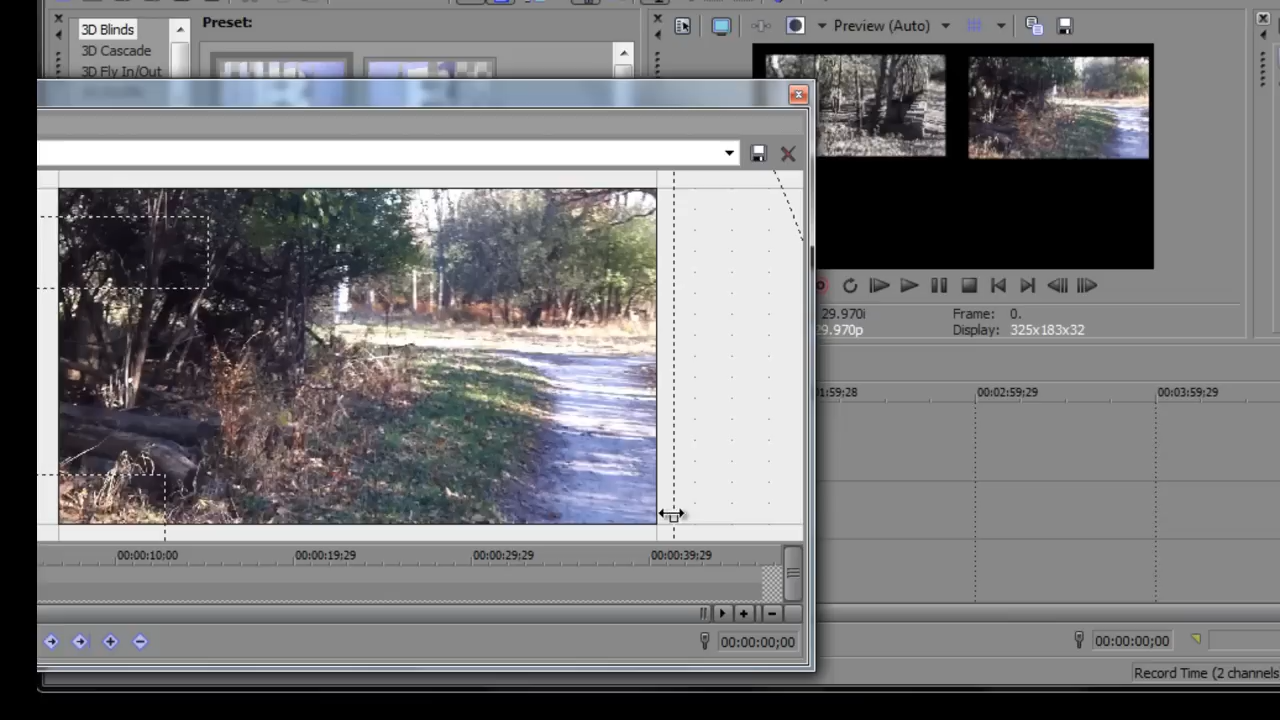 Preset:
3D Blinds
3D Cascade
3D Fly In/Out
Preview (Auto)
29.970i
Frame: 0.
29.970p
Display: 325x183x32
1:59;28
00:02:59;29
00:03:59;29
00:00:10;00
00:00:19;29
00:00:29;29
00:00:39;29
00:00:00;00
00:00:00;00
Record Time (2 channels